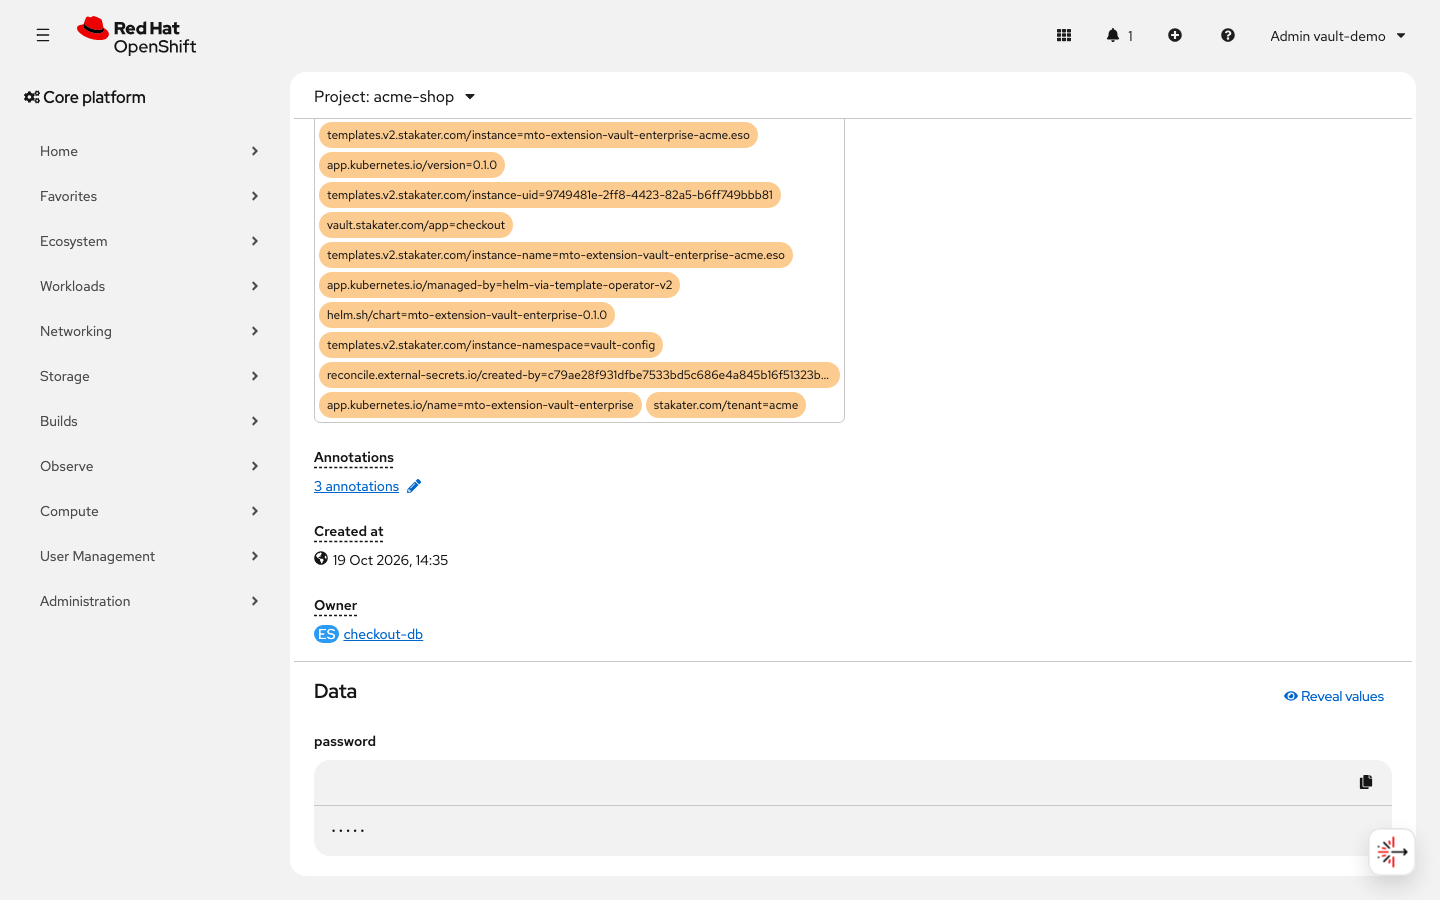 Red Hat
OpenShift
1
Admin vault-demo
Core platform
Home
Favorites
Ecosystem
Workloads
Networking
Storage
Builds
Observe
Compute
User Management
Administration
Project: acme-shop
templates.v2.stakater.com/instance=mto-extension-vault-enterprise-acme.eso
app.kubernetes.io/version=0.1.0
templates.v2.stakater.com/instance-uid=9749481e-2ff8-4423-82a5-b6ff749bbb81
vault.stakater.com/app=checkout
templates.v2.stakater.com/instance-name=mto-extension-vault-enterprise-acme.eso
app.kubernetes.io/managed-by=helm-via-template-operator-v2
helm.sh/chart=mto-extension-vault-enterprise-0.1.0
templates.v2.stakater.com/instance-namespace=vault-config
reconcile.external-secrets.io/created-by=c79ae28f931dfbe7533bd5c686e4a845b16f51323b...
app.kubernetes.io/name=mto-extension-vault-enterprise stakater.com/tenant=acme
Annotations
3 annotations
Created at
19 Oct 2026, 14:35
Owner
ES checkout-db
Data
Reveal values
password
.....